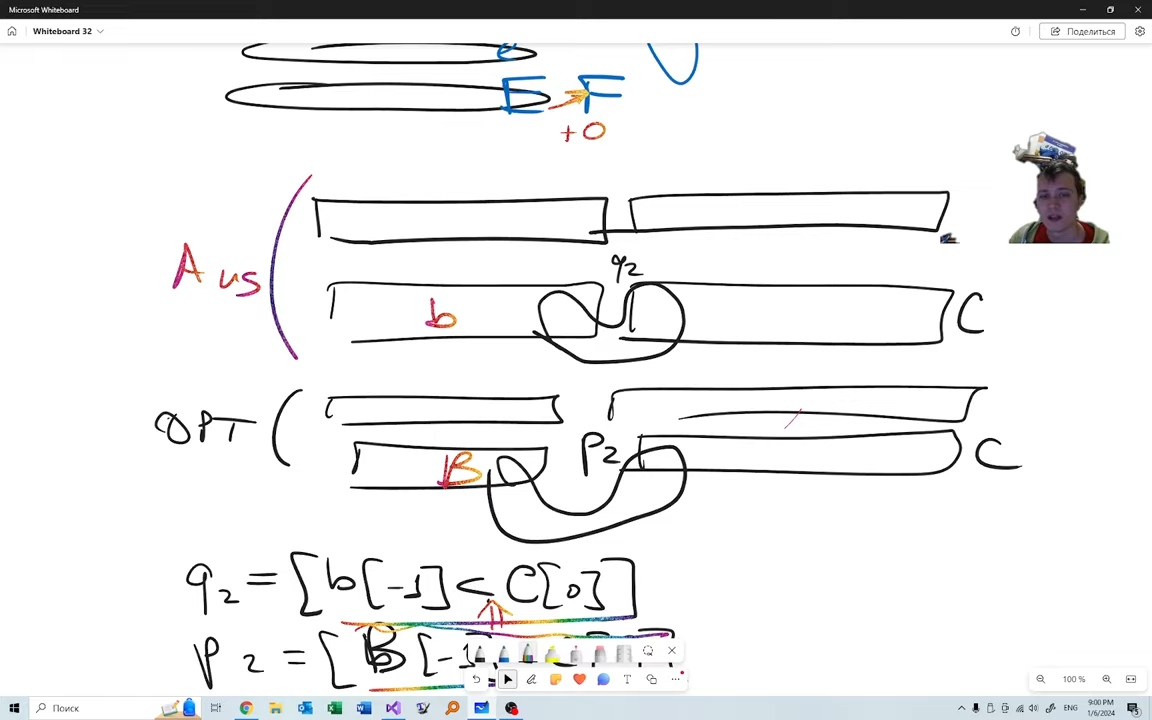 Microsoft Whiteboard
Whiteboard 32
Поделиться
e
E F
+0
A us
q2
b
C
OPT
p2
B
C
q2 = [b[-1] < C[0]]
p2 = [B[-1]
100 %
Поиск
ENG
9:00 PM
1/6/2024